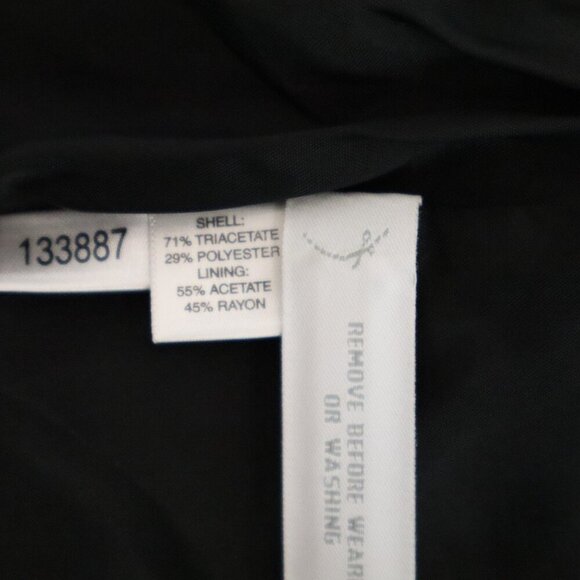 133887
SHELL:
71% TRIACETATE
29% POLYESTER
LINING:
55% ACETATE
45% RAYON
REMOVE BEFORE WEAR
OR WASHING